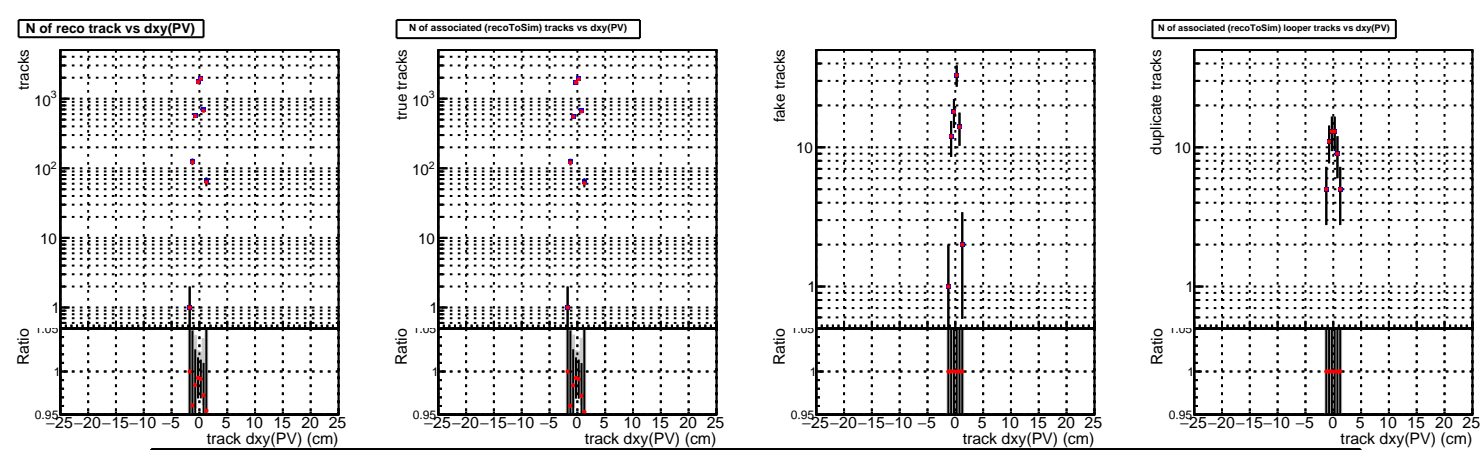 N of reco track vs dxy(PV)
tracks
10³
10²
10
1
1.05
Ratio
1
0.95
−25 −20 −15 −10 −5 0 5 10 15 20 25
track dxy(PV) (cm)
N of associated (recoToSim) tracks vs dxy(PV)
true tracks
10³
10²
10
1
1.05
Ratio
1
0.95
−25 −20 −15 −10 −5 0 5 10 15 20 25
track dxy(PV) (cm)
fake tracks
10
1
1.05
Ratio
1
0.95
−25 −20 −15 −10 −5 0 5 10 15 20 25
track dxy(PV) (cm)
N of associated (recoToSim) looper tracks vs dxy(PV)
duplicate tracks
10
1
1.05
Ratio
1
0.95
−25 −20 −15 −10 −5 0 5 10 15 20 25
track dxy(PV) (cm)